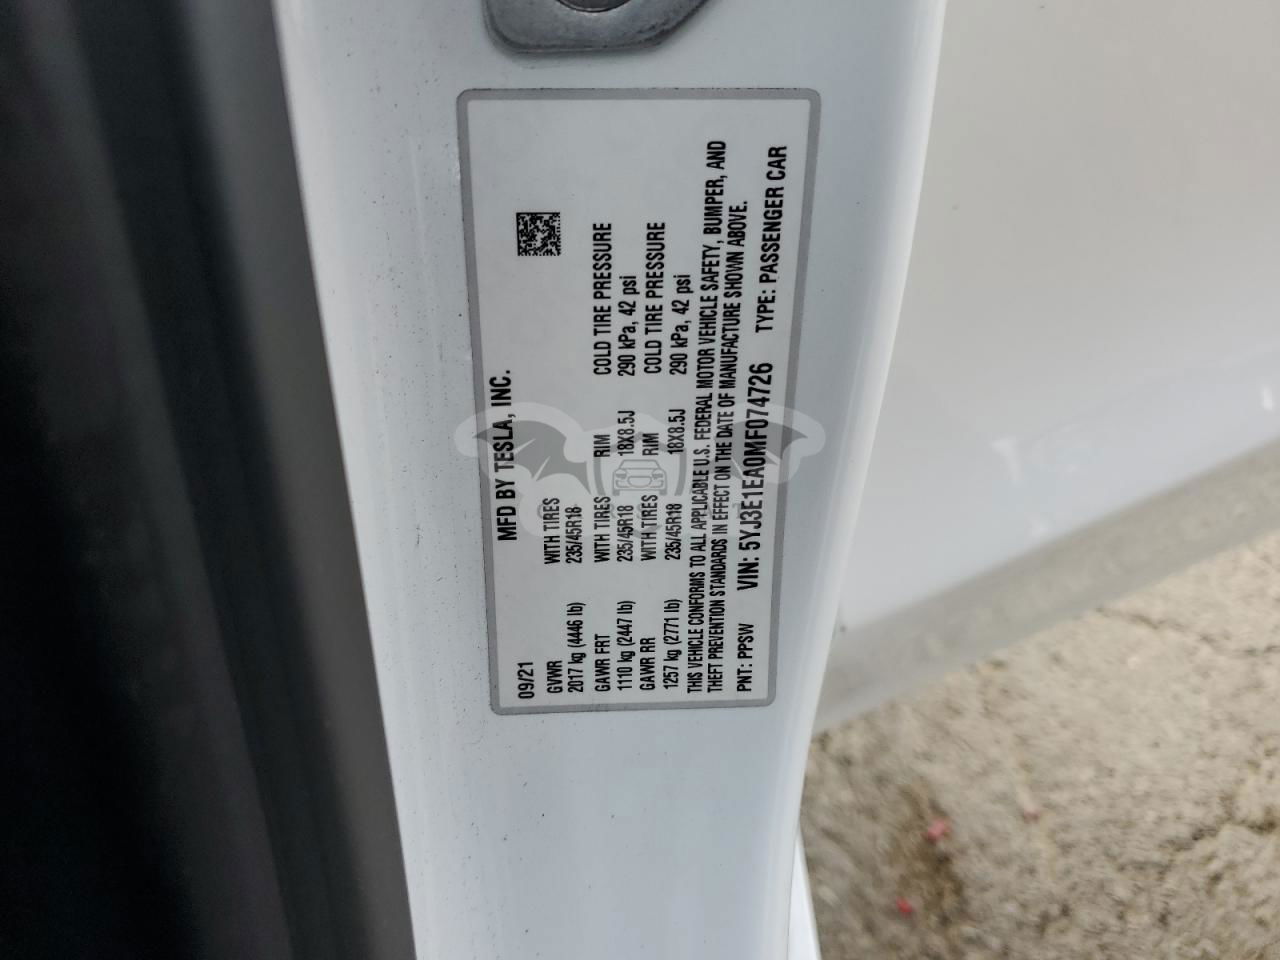 MFD BY TESLA, INC.
09/21
GVWR WITH TIRES
2017 kg (4446 lb) 235/45R18
GAWR FRT WITH TIRES RIM COLD TIRE PRESSURE
1110 kg (2447 lb) 235/45R18 18X8.5J 290 kPa, 42 psi
GAWR RR WITH TIRES RIM COLD TIRE PRESSURE
1257 kg (2771 lb) 235/45R18 18X8.5J 290 kPa, 42 psi
THIS VEHICLE CONFORMS TO ALL APPLICABLE U.S. FEDERAL MOTOR VEHICLE SAFETY, BUMPER, AND
THEFT PREVENTION STANDARDS IN EFFECT ON THE DATE OF MANUFACTURE SHOWN ABOVE.
PNT: PPSW VIN: 5YJ3E1EA0MF074726 TYPE: PASSENGER CAR